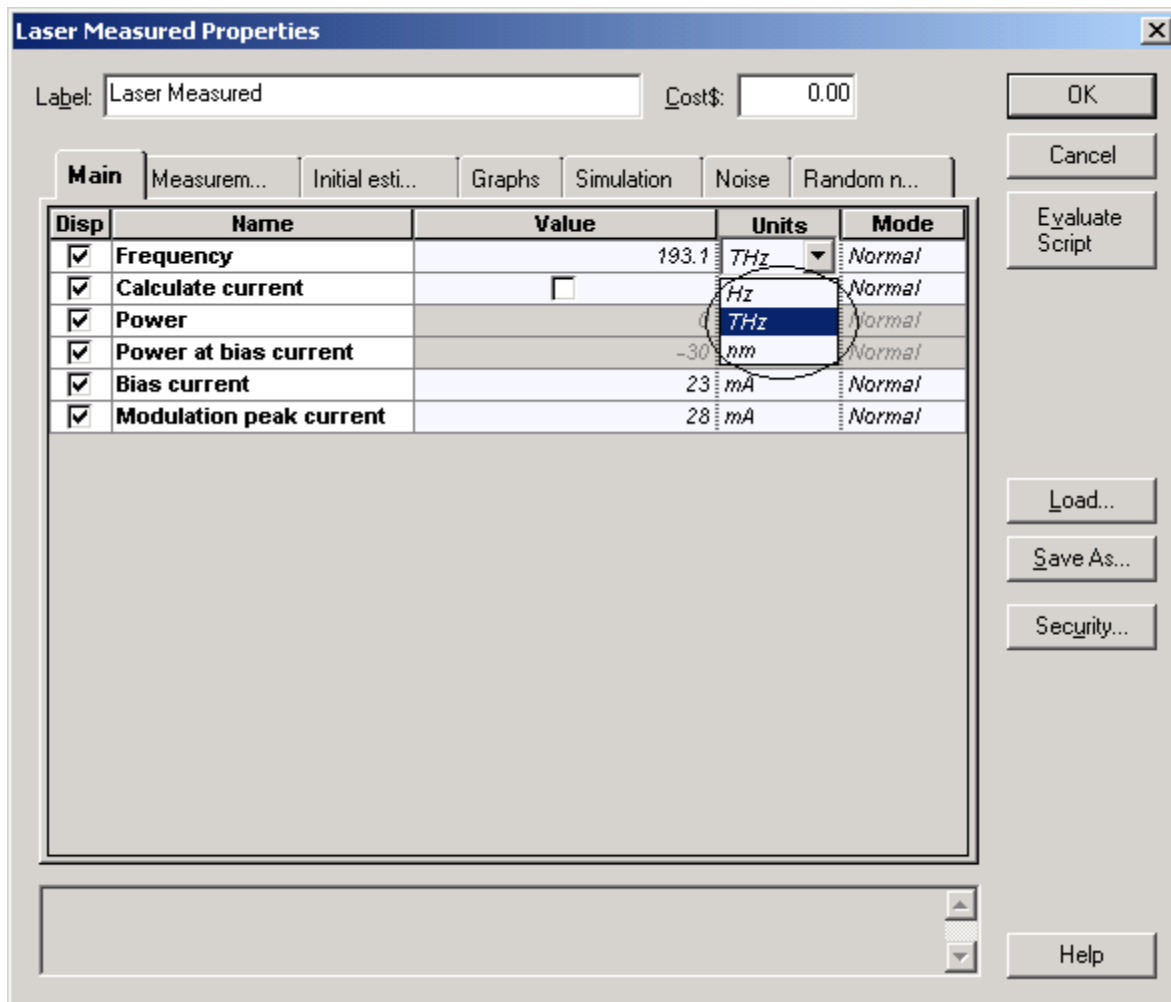 Laser Measured Properties
Label: Laser Measured Cost$: 0.00 OK
Cancel
Main Measurem... Initial esti... Graphs Simulation Noise Random n...
Evaluate Script
Disp Name Value Units Mode
Frequency 193.1 THz Normal
Calculate current Hz Normal
Power 0 THz Normal
Power at bias current -30 nm Normal
Bias current 23 mA Normal
Modulation peak current 28 mA Normal
Load...
Save As...
Security...
Help